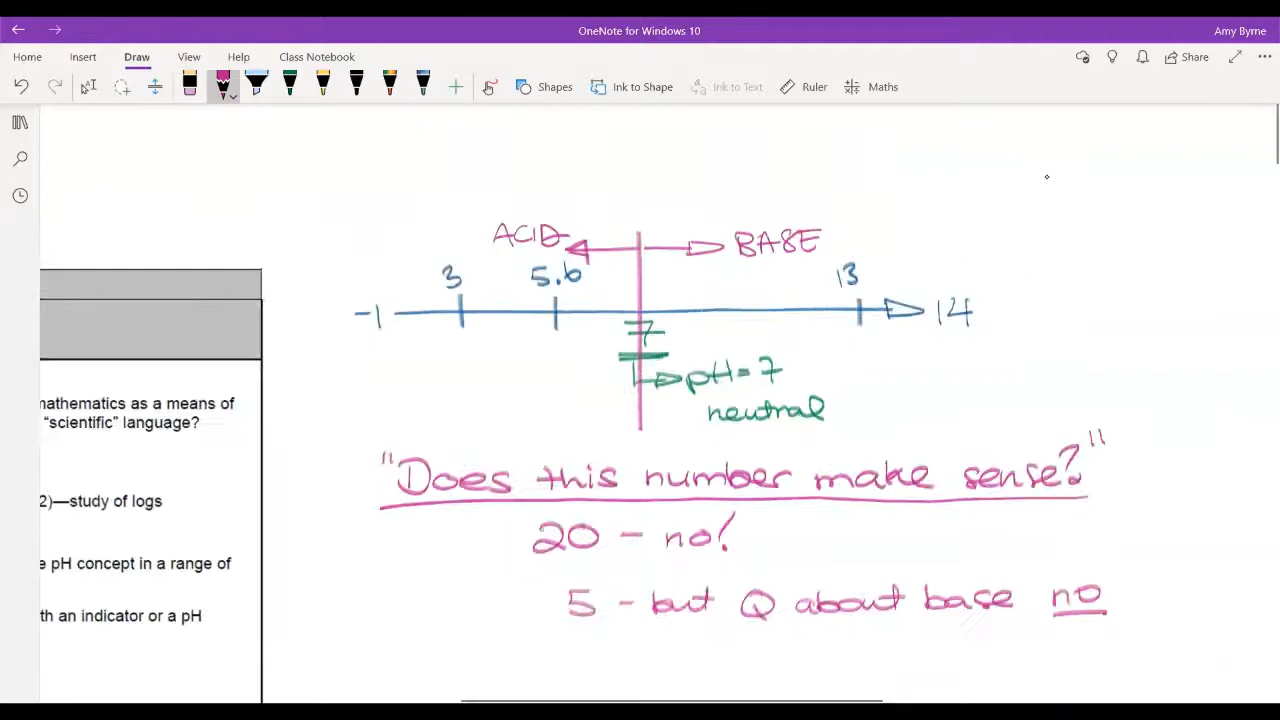 OneNote for Windows 10
Amy Byrne
Home Insert Draw View Help Class Notebook Share
Shapes Ink to Shape Ink to Text Ruler Maths
ACID BASE
3 5.6 13
-1 14
7
pH = 7
neutral
mathematics as a means of
"scientific" language?
"Does this number make sense?"
2)—study of logs
20 - no!
e pH concept in a range of
5 - but Q about base no
th an indicator or a pH